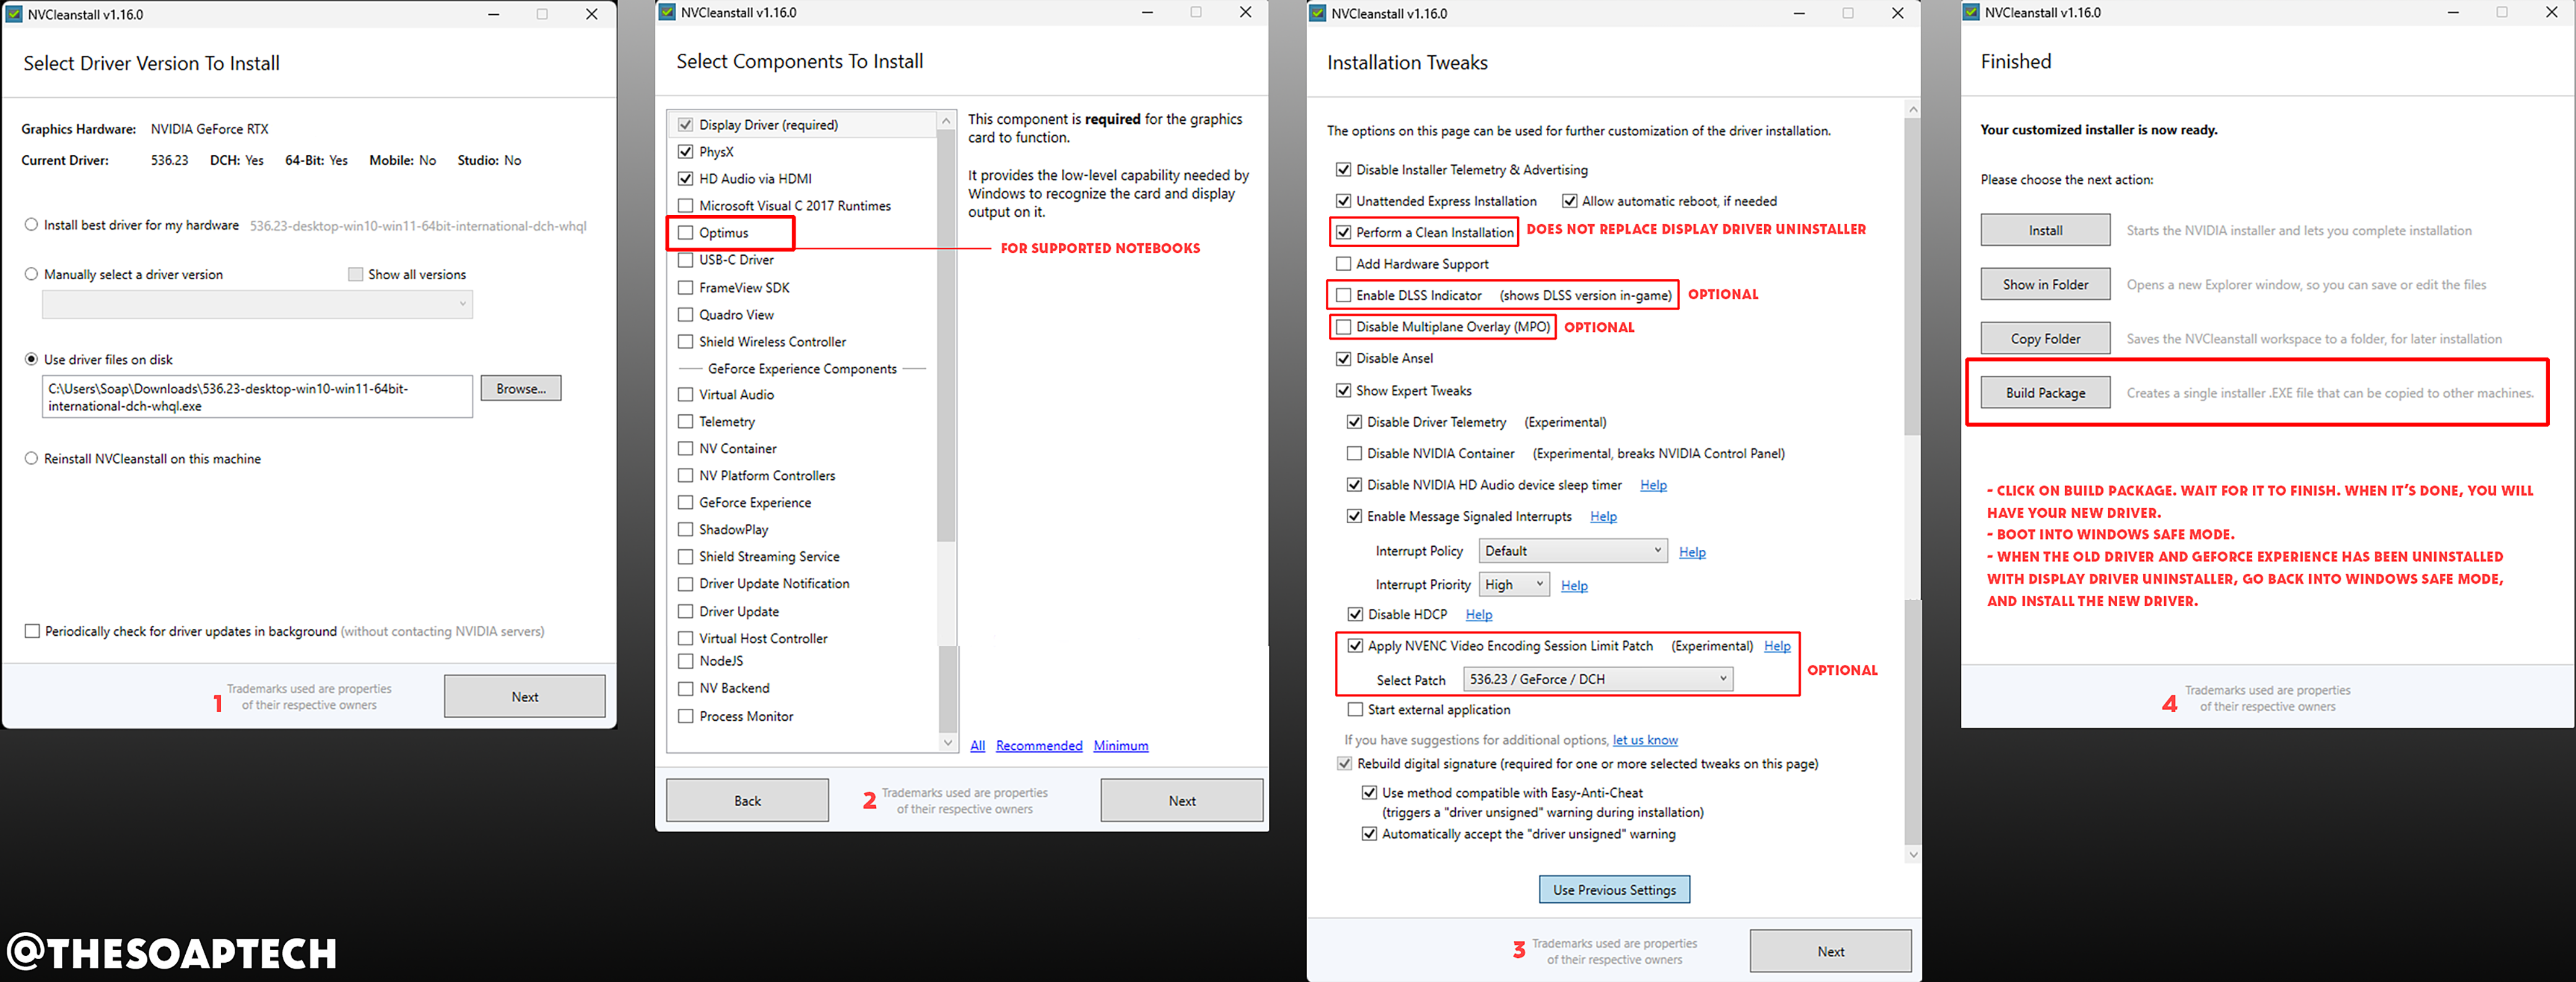 NVCleanstall v1.16.0
Select Driver Version To Install
Graphics Hardware: NVIDIA GeForce RTX
Current Driver: 536.23 DCH: Yes 64-Bit: Yes Mobile: No Studio: No
Install best driver for my hardware 536.23-desktop-win10-win11-64bit-international-dch-whql
Manually select a driver version Show all versions
Use driver files on disk
C:\Users\Soap\Downloads\536.23-desktop-win10-win11-64bit-
international-dch-whql.exe
Browse...
Reinstall NVCleanstall on this machine
Periodically check for driver updates in background (without contacting NVIDIA servers)
1
Trademarks used are properties
of their respective owners
Next
NVCleanstall v1.16.0
Select Components To Install
Display Driver (required)
PhysX
HD Audio via HDMI
Microsoft Visual C 2017 Runtimes
Optimus
USB-C Driver
FrameView SDK
Quadro View
Shield Wireless Controller
GeForce Experience Components
Virtual Audio
Telemetry
NV Container
NV Platform Controllers
GeForce Experience
ShadowPlay
Shield Streaming Service
Driver Update Notification
Driver Update
Virtual Host Controller
NodeJS
NV Backend
Process Monitor
This component is required for the graphics
card to function.
It provides the low-level capability needed by
Windows to recognize the card and display
output on it.
FOR SUPPORTED NOTEBOOKS
All Recommended Minimum
Back
2
Trademarks used are properties
of their respective owners
Next
NVCleanstall v1.16.0
Installation Tweaks
The options on this page can be used for further customization of the driver installation.
Disable Installer Telemetry & Advertising
Unattended Express Installation Allow automatic reboot, if needed
Perform a Clean Installation DOES NOT REPLACE DISPLAY DRIVER UNINSTALLER
Add Hardware Support
Enable DLSS Indicator (shows DLSS version in-game) OPTIONAL
Disable Multiplane Overlay (MPO) OPTIONAL
Disable Ansel
Show Expert Tweaks
Disable Driver Telemetry (Experimental)
Disable NVIDIA Container (Experimental, breaks NVIDIA Control Panel)
Disable NVIDIA HD Audio device sleep timer Help
Enable Message Signaled Interrupts Help
Interrupt Policy Default Help
Interrupt Priority High Help
Disable HDCP Help
Apply NVENC Video Encoding Session Limit Patch (Experimental) Help
Select Patch 536.23 / GeForce / DCH
OPTIONAL
Start external application
If you have suggestions for additional options, let us know
Rebuild digital signature (required for one or more selected tweaks on this page)
Use method compatible with Easy-Anti-Cheat
(triggers a "driver unsigned" warning during installation)
Automatically accept the "driver unsigned" warning
Use Previous Settings
3
Trademarks used are properties
of their respective owners
Next
NVCleanstall v1.16.0
Finished
Your customized installer is now ready.
Please choose the next action:
Install Starts the NVIDIA installer and lets you complete installation
Show in Folder Opens a new Explorer window, so you can save or edit the files
Copy Folder Saves the NVCleanstall workspace to a folder, for later installation
Build Package Creates a single installer .EXE file that can be copied to other machines.
- CLICK ON BUILD PACKAGE. WAIT FOR IT TO FINISH. WHEN IT'S DONE, YOU WILL
HAVE YOUR NEW DRIVER.
- BOOT INTO WINDOWS SAFE MODE.
- WHEN THE OLD DRIVER AND GEFORCE EXPERIENCE HAS BEEN UNINSTALLED
WITH DISPLAY DRIVER UNINSTALLER, GO BACK INTO WINDOWS SAFE MODE,
AND INSTALL THE NEW DRIVER.
4
Trademarks used are properties
of their respective owners
@THESOAPTECH